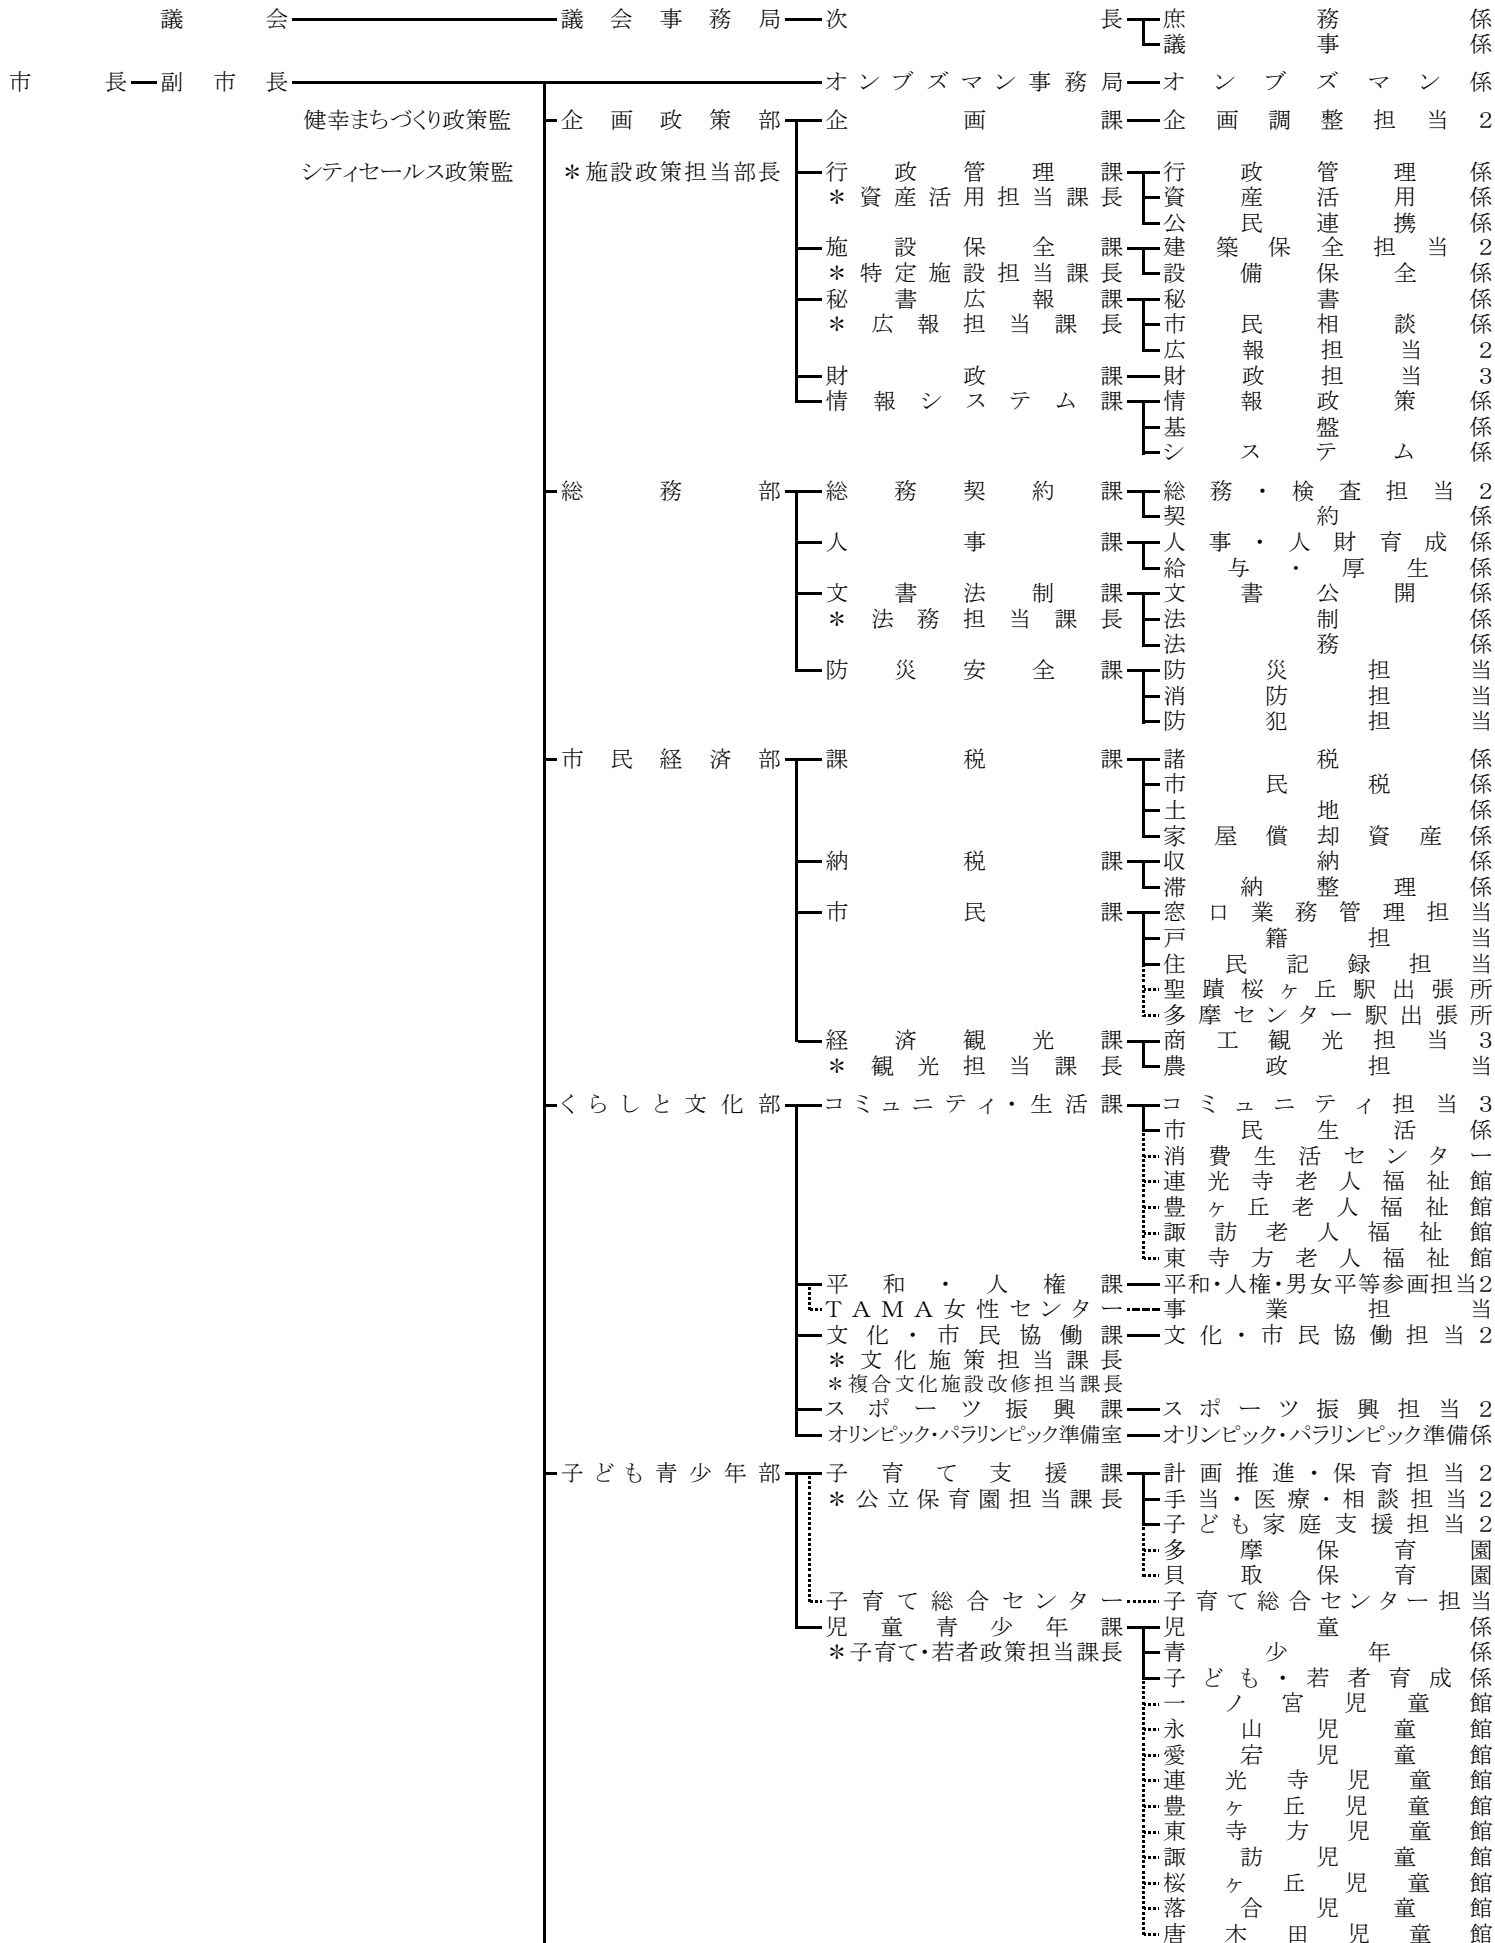 議会 議会事務局 次長 庶務係
議事係
市長 副市長 オンブズマン事務局 オンブズマン係
健幸まちづくり政策監 企画政策部 企画課 企画調整担当2
シティセールス政策監 *施設政策担当部長 行政管理課 行政管理係
*資産活用担当課長 資産活用係
公民連携係
施設保全課 建築保全担当2
*特定施設担当課長 設備保全係
秘書広報課 秘書係
*広報担当課長 市民相談係
広報担当2
財政課 財政担当3
情報システム課 情報政策係
基盤係
システム係
総務部 総務契約課 総務・検査担当2
契約係
人事課 人事・人財育成係
給与・厚生係
文書法制課 文書公開係
*法務担当課長 法制係
法務係
防災安全課 防災担当
消防担当
防犯担当
市民経済部 課税課 諸税係
市民税係
土地係
家屋償却資産係
納税課 収納係
滞納整理係
市民課 窓口業務管理担当
戸籍担当
住民記録担当
聖蹟桜ヶ丘駅出張所
多摩センター駅出張所
経済観光課 商工観光担当3
*観光担当課長 農政担当
くらしと文化部 コミュニティ・生活課 コミュニティ担当3
市民生活係
消費生活センター
連光寺老人福祉館
豊ヶ丘老人福祉館
諏訪老人福祉館
東寺方老人福祉館
平和・人権課 平和・人権・男女平等参画担当2
TAMA女性センター 事業担当
文化・市民協働課 文化・市民協働担当2
*文化施策担当課長
*複合文化施設改修担当課長
スポーツ振興課 スポーツ振興担当2
オリンピック・パラリンピック準備室 オリンピック・パラリンピック準備係
子ども青少年部 子育て支援課 計画推進・保育担当2
*公立保育園担当課長 手当・医療・相談担当2
子ども家庭支援担当2
多摩保育園
貝取保育園
子育て総合センター 子育て総合センター担当
児童青少年課 児童係
*子育て・若者政策担当課長 青少年係
子ども・若者育成係
一ノ宮児童館
永山児童館
愛宕児童館
連光寺児童館
豊ヶ丘児童館
東寺方児童館
諏訪児童館
桜ヶ丘児童館
落合児童館
唐木田児童館